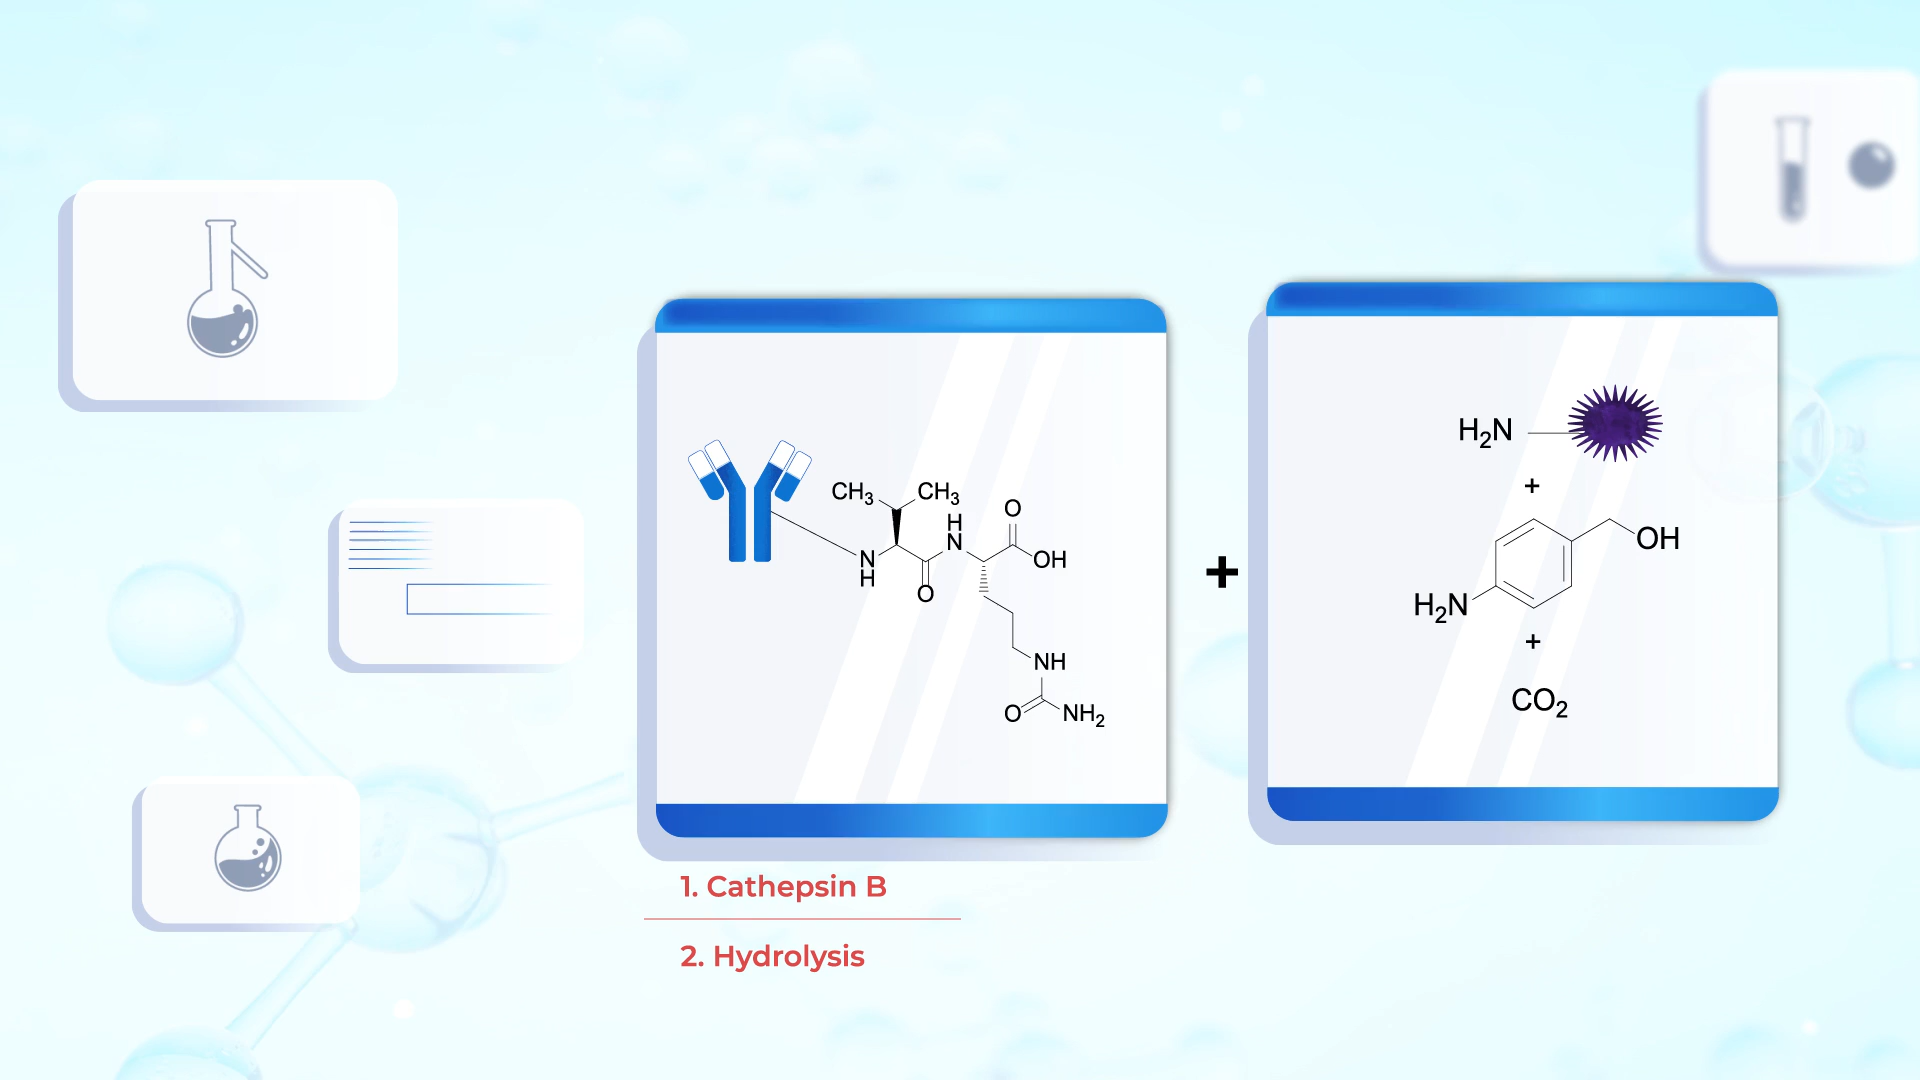 CH₃ CH₃
H
N
O
OH
N
H
O
NH
O NH₂
+
H₂N
+
OH
H₂N
+
CO₂
1. Cathepsin B
2. Hydrolysis